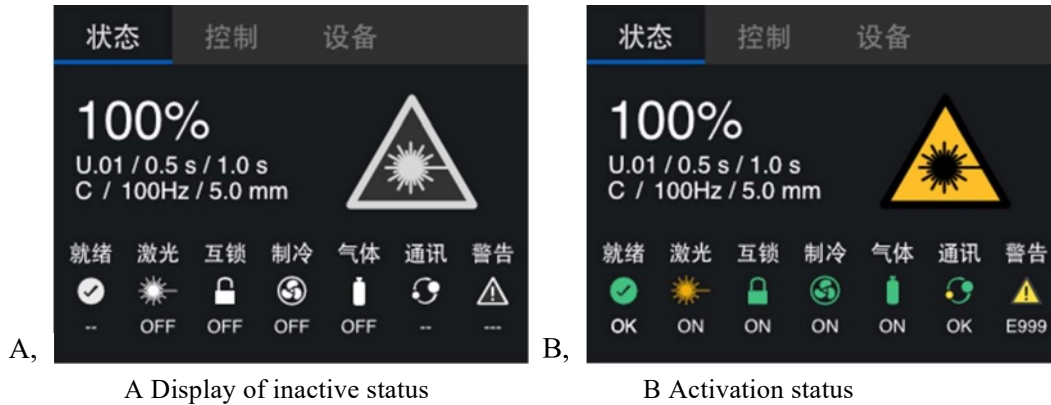 状态 控制 设备
100%
U.01 / 0.5 s / 1.0 s
C / 100Hz / 5.0 mm
就绪 激光 互锁 制冷 气体 通讯 警告
-- OFF OFF OFF OFF -- ---
A,
A Display of inactive status
状态 控制 设备
100%
U.01 / 0.5 s / 1.0 s
C / 100Hz / 5.0 mm
就绪 激光 互锁 制冷 气体 通讯 警告
OK ON ON ON ON OK E999
B,
B Activation status